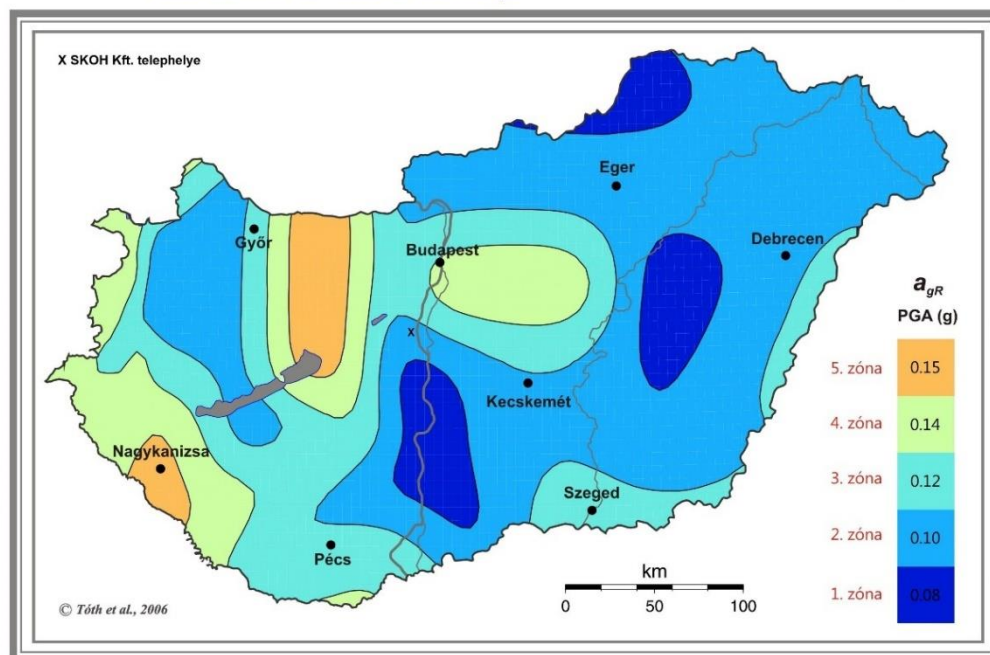 X SKOH Kft. telephelye
Eger
Győr
Budapest
Debrecen
x
Kecskemét
Nagykanizsa
Szeged
Pécs
a_gR
PGA (g)
5. zóna 0.15
4. zóna 0.14
3. zóna 0.12
2. zóna 0.10
1. zóna 0.08
km
0 50 100
© Tóth et al., 2006